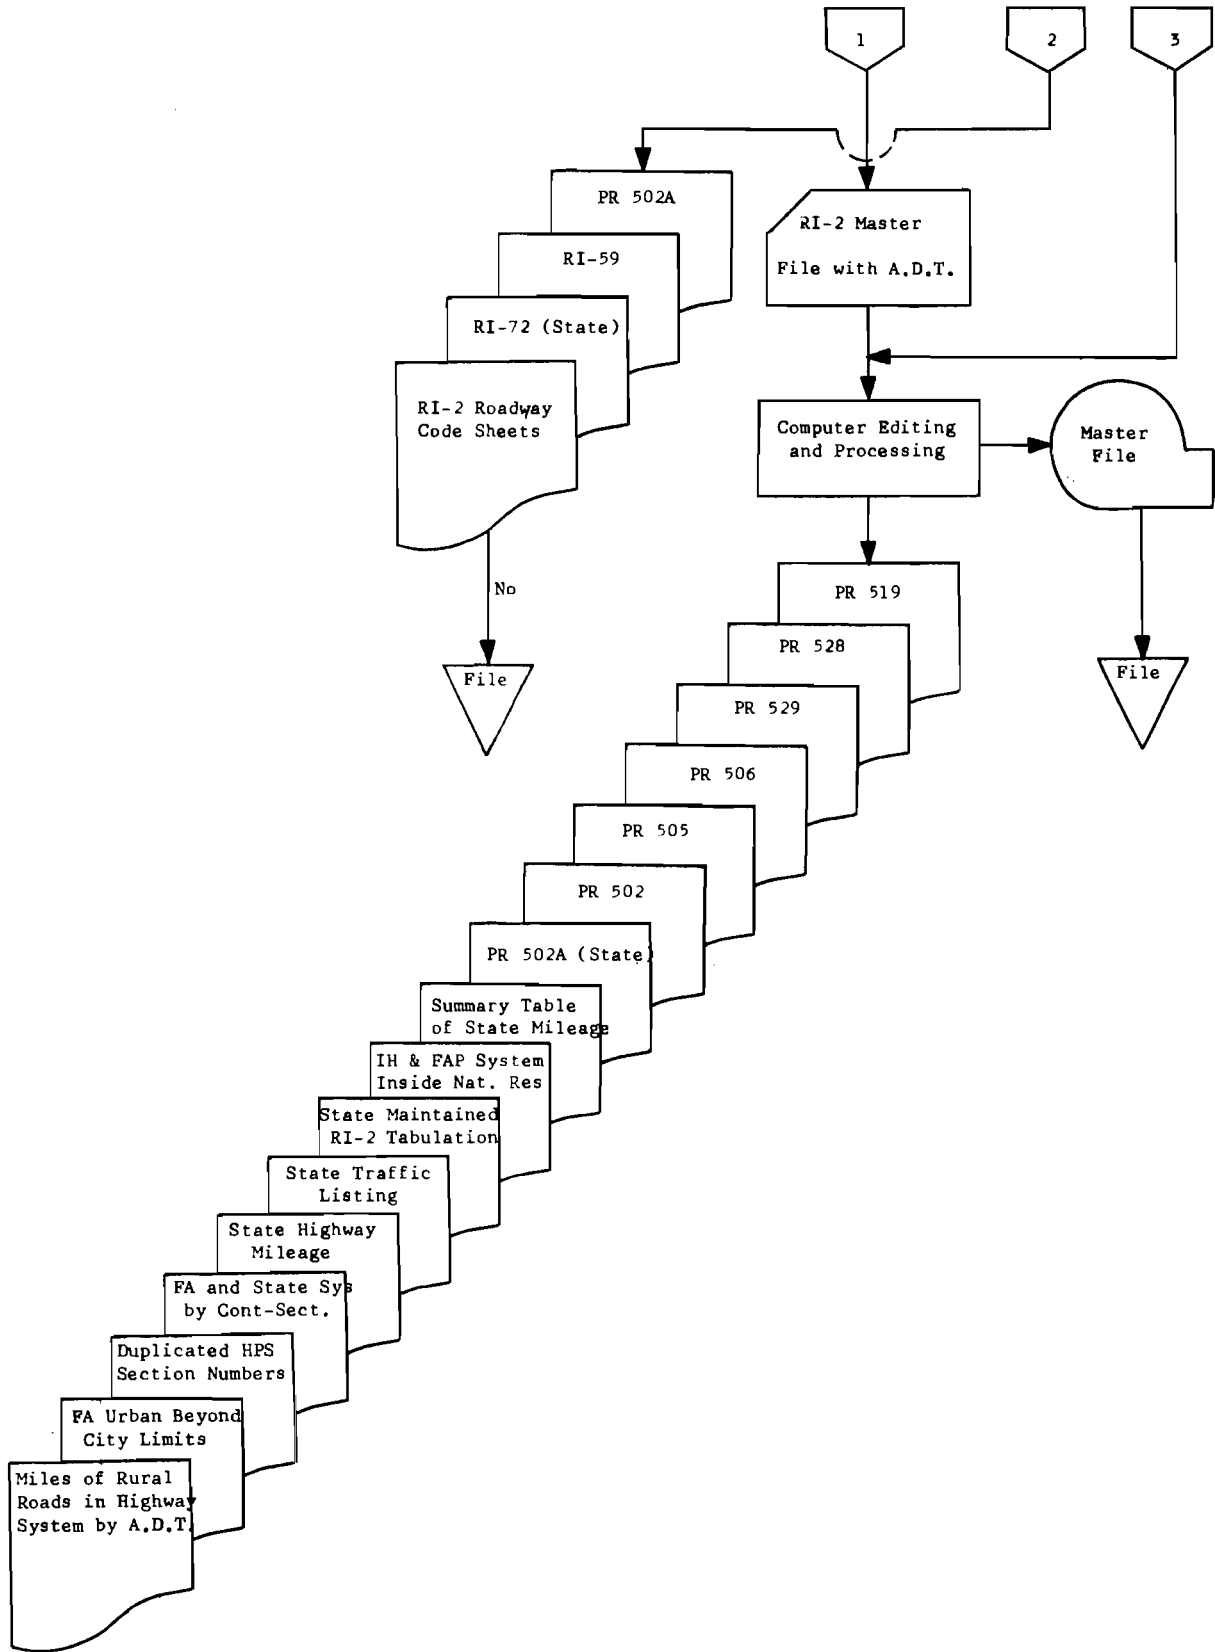 1
2
3
PR 502A
RI-59
RI-72 (State)
RI-2 Roadway
Code Sheets
No
File
RI-2 Master
File with A.D.T.
Computer Editing
and Processing
Master
File
File
PR 519
PR 528
PR 529
PR 506
PR 505
PR 502
PR 502A (State)
Summary Table
of State Mileage
IH & FAP System
Inside Nat. Res
State Maintained
RI-2 Tabulation
State Traffic
Listing
State Highway
Mileage
FA and State Sys
by Cont-Sect.
Duplicated HPS
Section Numbers
FA Urban Beyond
City Limits
Miles of Rural
Roads in Highway
System by A.D.T.